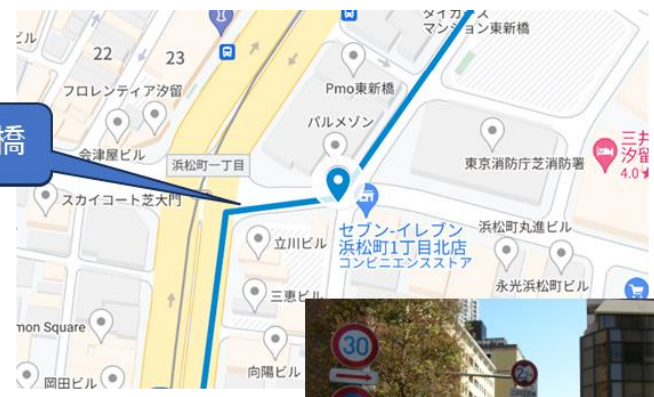 タイガース
マンション東新橋
ビル
22
23
フロレンティア汐留
Pmo東新橋
パルメゾン
橋
会津屋ビル
浜松町一丁目
東京消防庁芝消防署
三井
汐留
4.0
スカイコート芝大門
セブン-イレブン
浜松町1丁目北店
コンビニエンスストア
浜松町丸進ビル
立川ビル
永光浜松町ビル
三恵ビル
mon Square
30
向陽ビル
岡田ビル